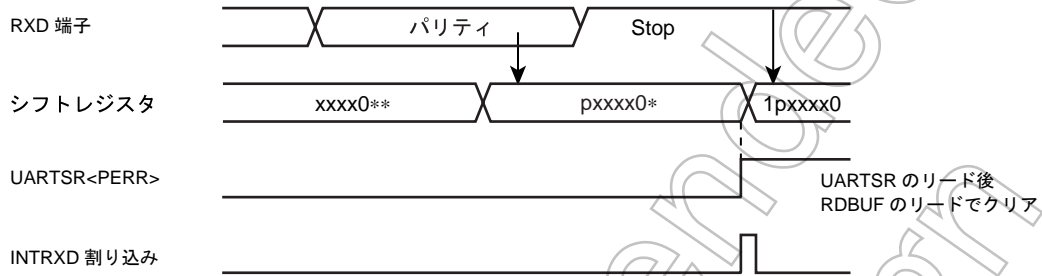 RXD 端子
パリティ
Stop
シフトレジスタ
xxxx0**
pxxxx0*
1pxxxx0
UARTSR<PERR>
UARTSR のリード後
RDBUF のリードでクリア
INTRXD 割り込み